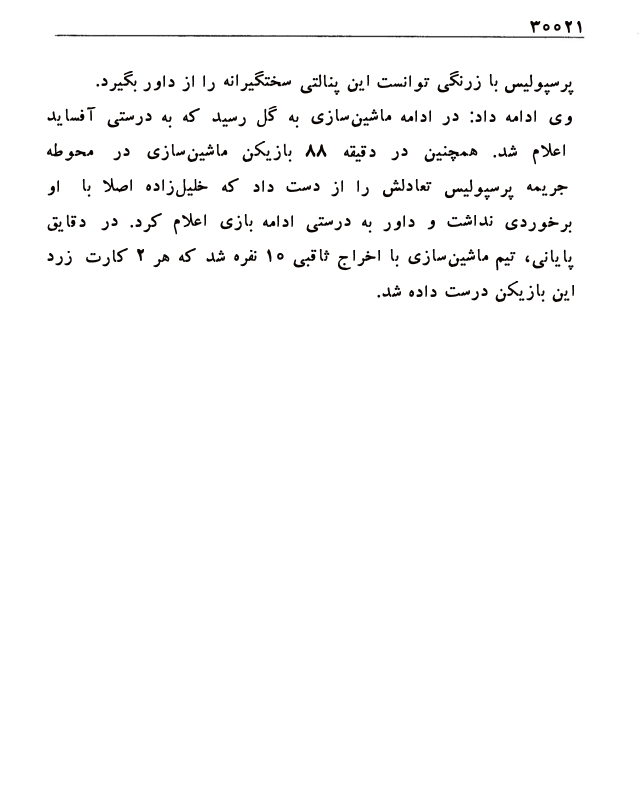 ۳۰۰۲۱
پرسپولیس با زرنگی توانست این پنالتی سختگیرانه را از داور بگیرد.
وی ادامه داد: در ادامه ماشین‌سازی به گل رسید که به درستی آفساید
اعلام شد. همچنین در دقیقه ۸۸ بازیکن ماشین‌سازی در محوطه
جریمه پرسپولیس تعادلش را از دست داد که خلیل‌زاده اصلا با او
برخوردی نداشت و داور به درستی ادامه بازی اعلام کرد. در دقایق
پایانی، تیم ماشین‌سازی با اخراج ثاقبی ۱۰ نفره شد که هر ۲ کارت زرد
این بازیکن درست داده شد.